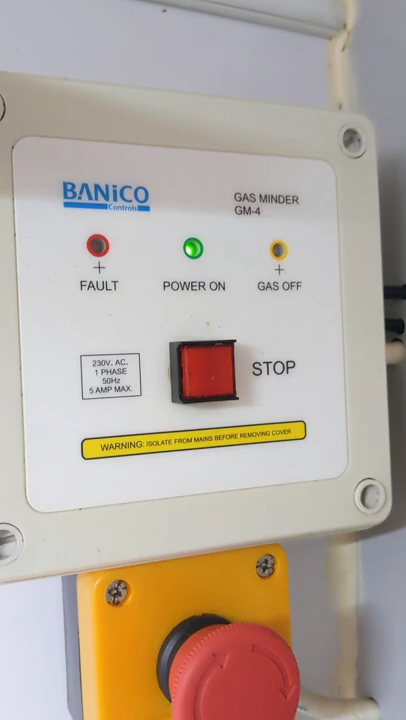 BANiCO
Controls
GAS MINDER
GM-4
FAULT
POWER ON
GAS OFF
230V. AC.
1 PHASE
50Hz
5 AMP MAX.
STOP
WARNING: ISOLATE FROM MAINS BEFORE REMOVING COVER